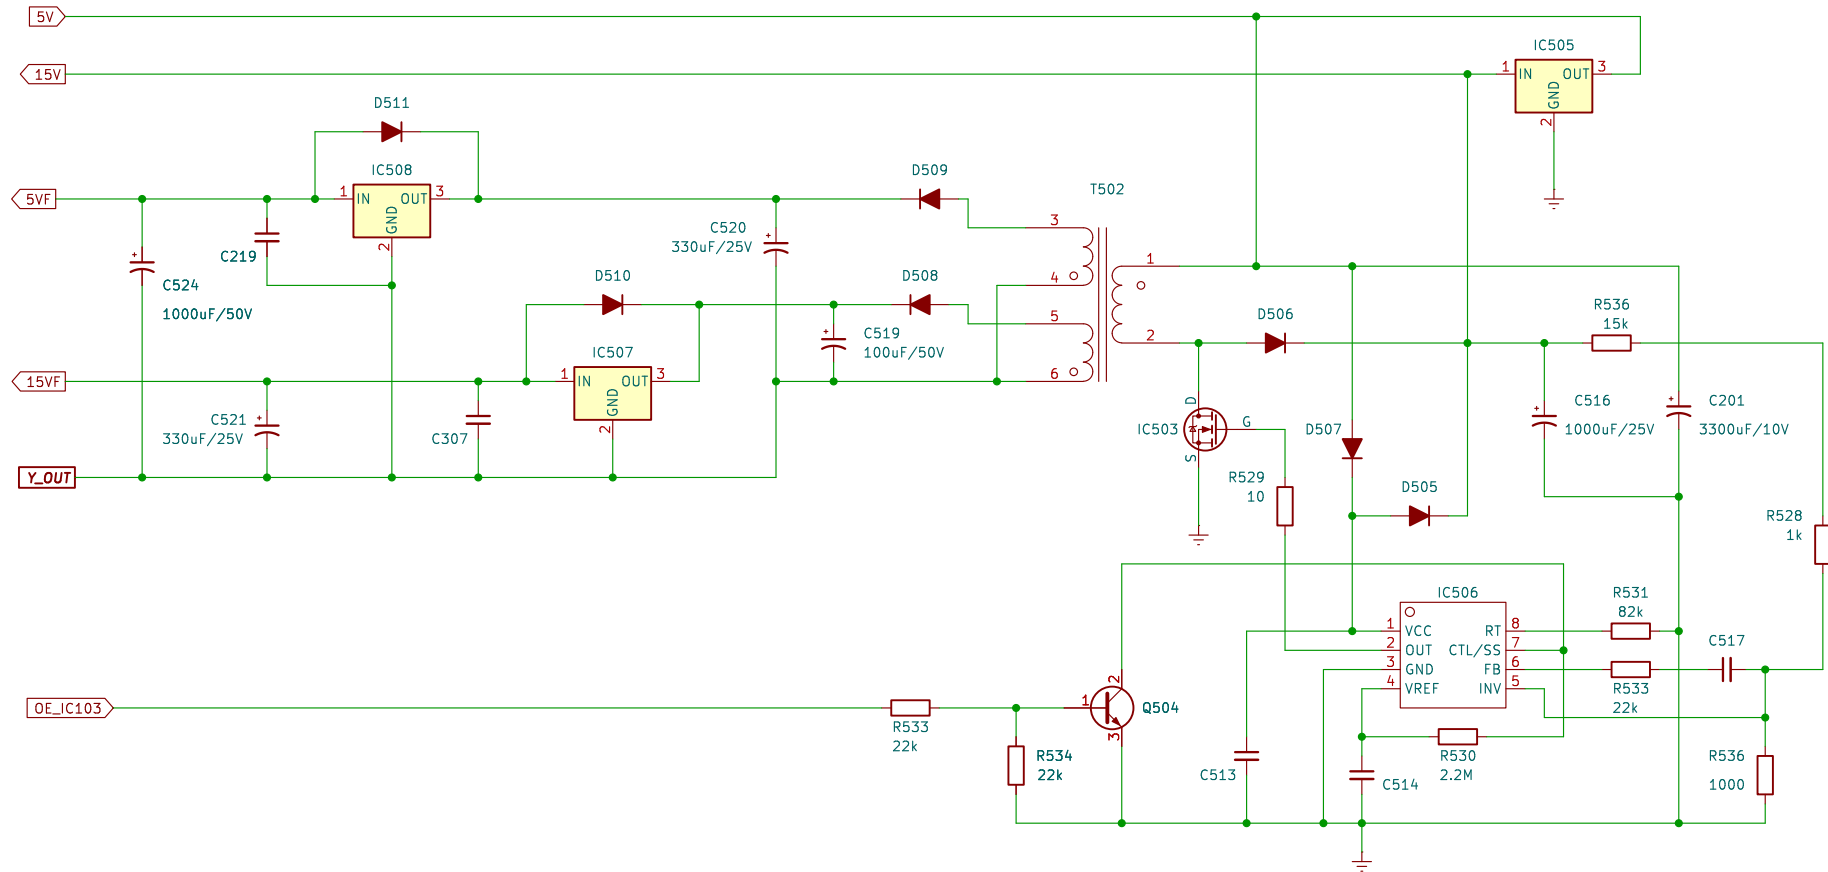 5V
IC505
15V
1 IN OUT 3
GND
2
D511
IC508
5VF
1 IN OUT 3
GND
2
D509
T502
C520
330uF/25V
3
4
C219
C524
1000uF/50V
1
D510
D508
5
C519
100uF/50V
2
D506
R536
15k
IC507
15VF
1 IN OUT 3
GND
2
6
C521
330uF/25V
C307
D
IC503
G
S
D507
C516
1000uF/25V
C201
3300uF/10V
Y_OUT
R529
10
D505
R528
1k
IC506
1 VCC RT 8
2 OUT CTL/SS 7
3 GND FB 6
4 VREF INV 5
R531
82k
C517
R533
22k
OE_IC103
R533
22k
1
2
3
Q504
R534
22k
C513
R530
2.2M
C514
R536
1000